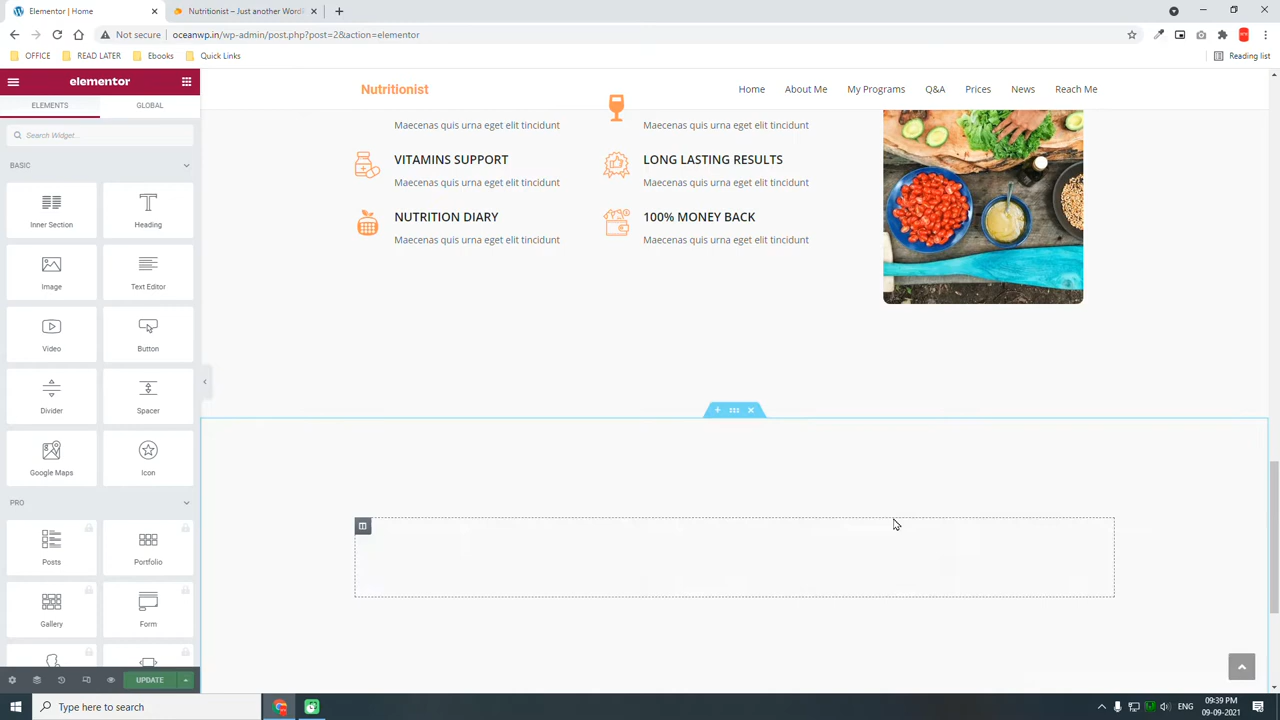 Elementor | Home
Nutritionist – Just another WordPr
Not secure
oceanwp.in/wp-admin/post.php?post=2&action=elementor
OFFICE
READ LATER
Ebooks
Quick Links
Reading list
elementor
ELEMENTS
GLOBAL
Search Widget...
BASIC
Inner Section
Heading
Image
Text Editor
Video
Button
Divider
Spacer
Google Maps
Icon
PRO
Posts
Portfolio
Gallery
Form
UPDATE
Nutritionist
Home
About Me
My Programs
Q&A
Prices
News
Reach Me
Maecenas quis urna eget elit tincidunt
Maecenas quis urna eget elit tincidunt
VITAMINS SUPPORT
LONG LASTING RESULTS
Maecenas quis urna eget elit tincidunt
Maecenas quis urna eget elit tincidunt
NUTRITION DIARY
100% MONEY BACK
Maecenas quis urna eget elit tincidunt
Maecenas quis urna eget elit tincidunt
Type here to search
ENG
09:39 PM
09-09-2021